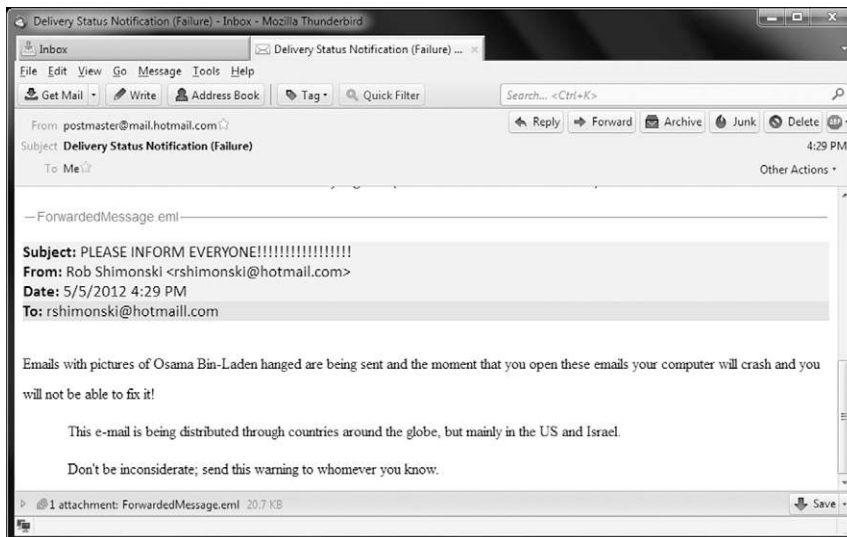 Delivery Status Notification (Failure) - Inbox - Mozilla Thunderbird
Inbox
Delivery Status Notification (Failure) ...
File Edit View Go Message Tools Help
Get Mail Write Address Book Tag Quick Filter Search... <Ctrl+K>
From postmaster@mail.hotmail.com Reply Forward Archive Junk Delete
Subject Delivery Status Notification (Failure) 4:29 PM
To Me Other Actions
ForwardedMessage.eml
Subject: PLEASE INFORM EVERYONE!!!!!!!!!!!!!!!!!
From: Rob Shimonski <rshimonski@hotmail.com>
Date: 5/5/2012 4:29 PM
To: rshimonski@hotmaill.com
Emails with pictures of Osama Bin-Laden hanged are being sent and the moment that you open these emails your computer will crash and you
will not be able to fix it!
This e-mail is being distributed through countries around the globe, but mainly in the US and Israel.
Don't be inconsiderate; send this warning to whomever you know.
1 attachment: ForwardedMessage.eml 20.7 KB Save